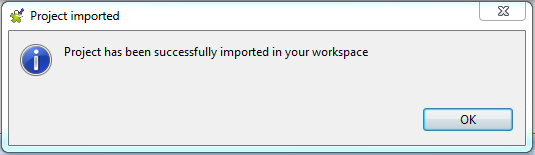 Project imported
Project has been successfully imported in your workspace
OK